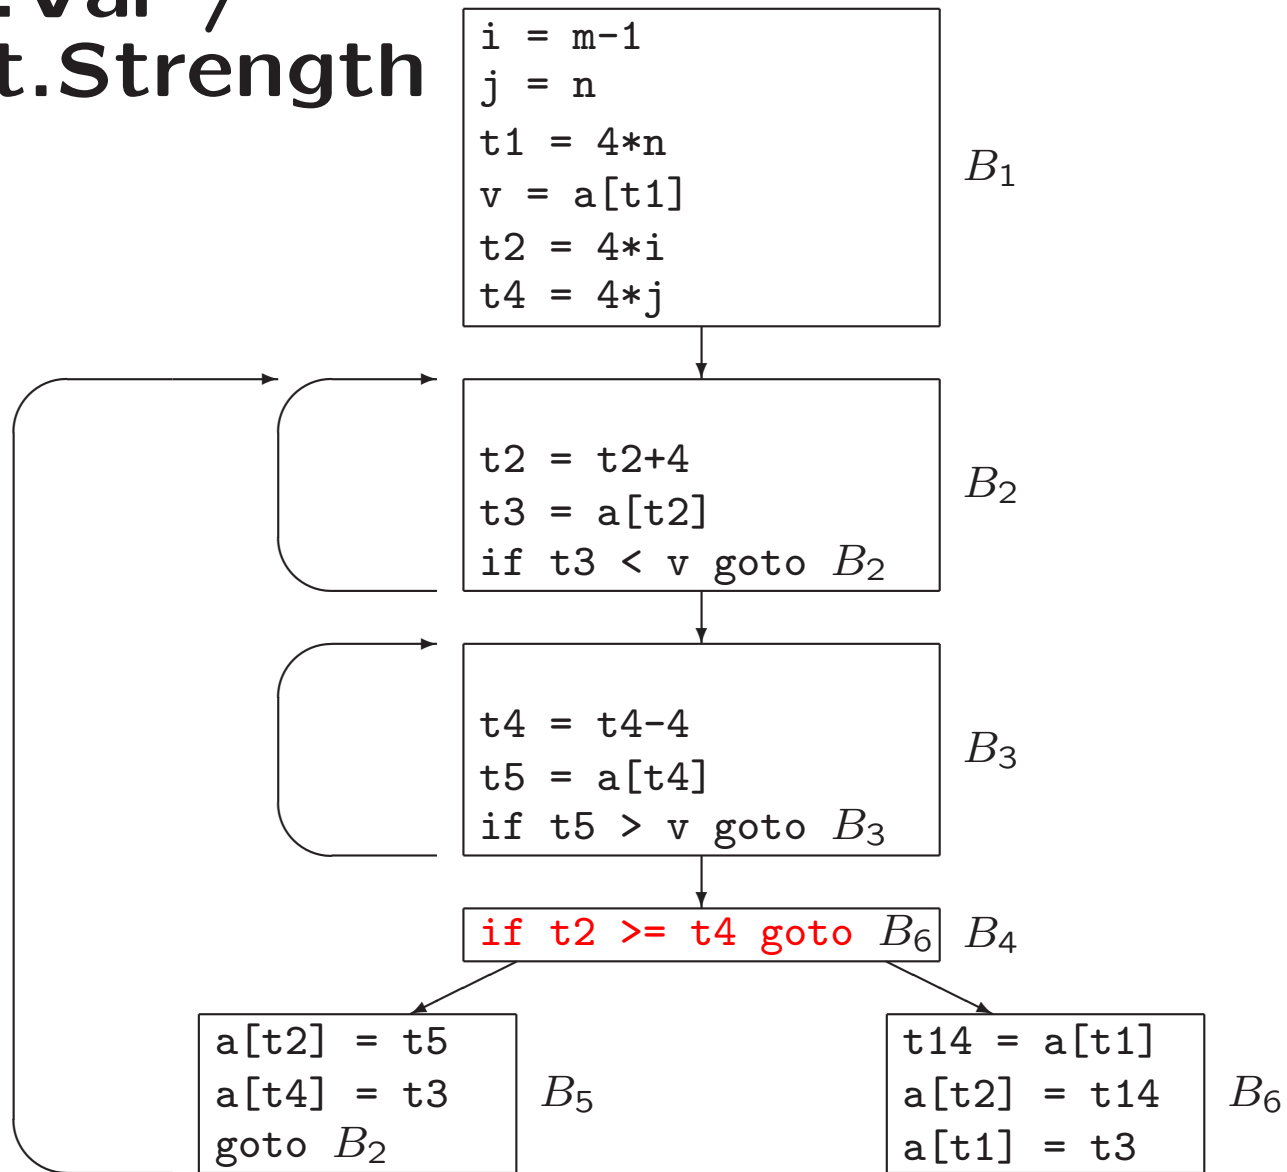 .Var /
t.Strength
i = m-1
j = n
t1 = 4*n
v = a[t1]
t2 = 4*i
t4 = 4*j
B1
t2 = t2+4
t3 = a[t2]
if t3 < v goto B2
B2
t4 = t4-4
t5 = a[t4]
if t5 > v goto B3
B3
if t2 >= t4 goto B6
B4
a[t2] = t5
a[t4] = t3
goto B2
B5
t14 = a[t1]
a[t2] = t14
a[t1] = t3
B6